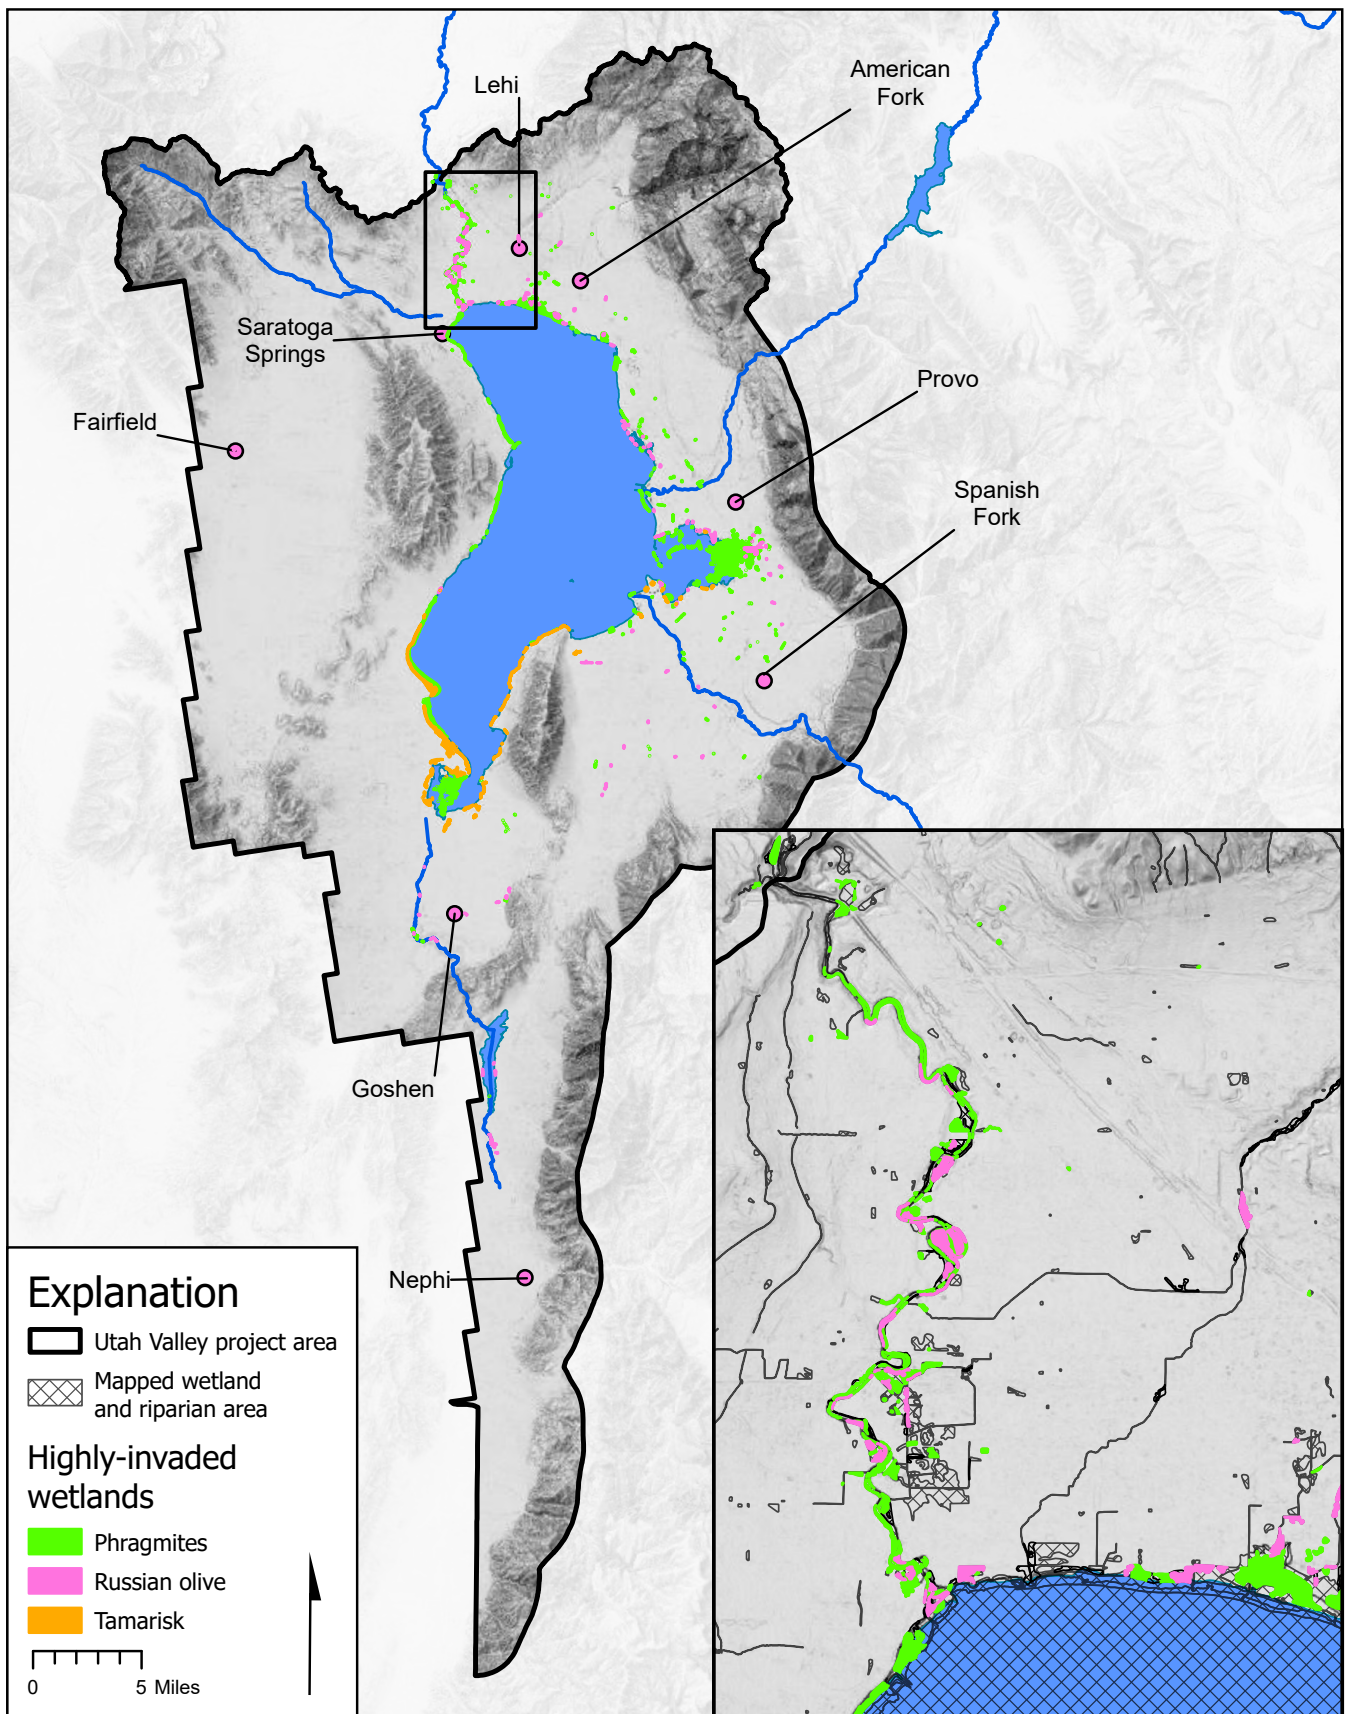 Lehi
American
Fork
Saratoga
Springs
Provo
Fairfield
Spanish
Fork
Goshen
Nephi
Explanation
Utah Valley project area
Mapped wetland
and riparian area
Highly-invaded
wetlands
Phragmites
Russian olive
Tamarisk
0 5 Miles